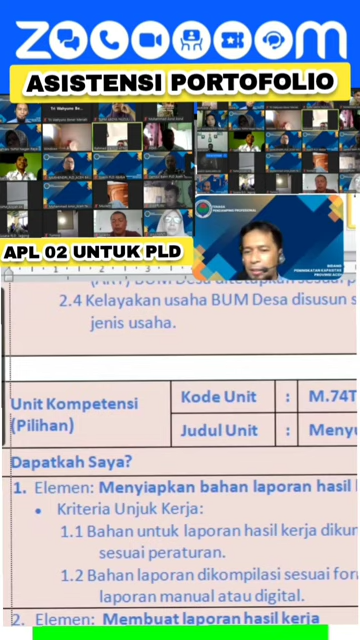 ZOOOOOM
ASISTENSI PORTOFOLIO
APL 02 UNTUK PLD
2.4 Kelayakan usaha BUM Desa disusun s
jenis usaha.
Unit Kompetensi
(Pilihan)
Kode Unit : M.74T
Judul Unit : Menyu
Dapatkah Saya?
1. Elemen: Menyiapkan bahan laporan hasil
• Kriteria Unjuk Kerja:
1.1 Bahan untuk laporan hasil kerja dikun
sesuai peraturan.
1.2 Bahan laporan dikompilasi sesuai for
laporan manual atau digital.
2. Elemen: Membuat laporan hasil kerja